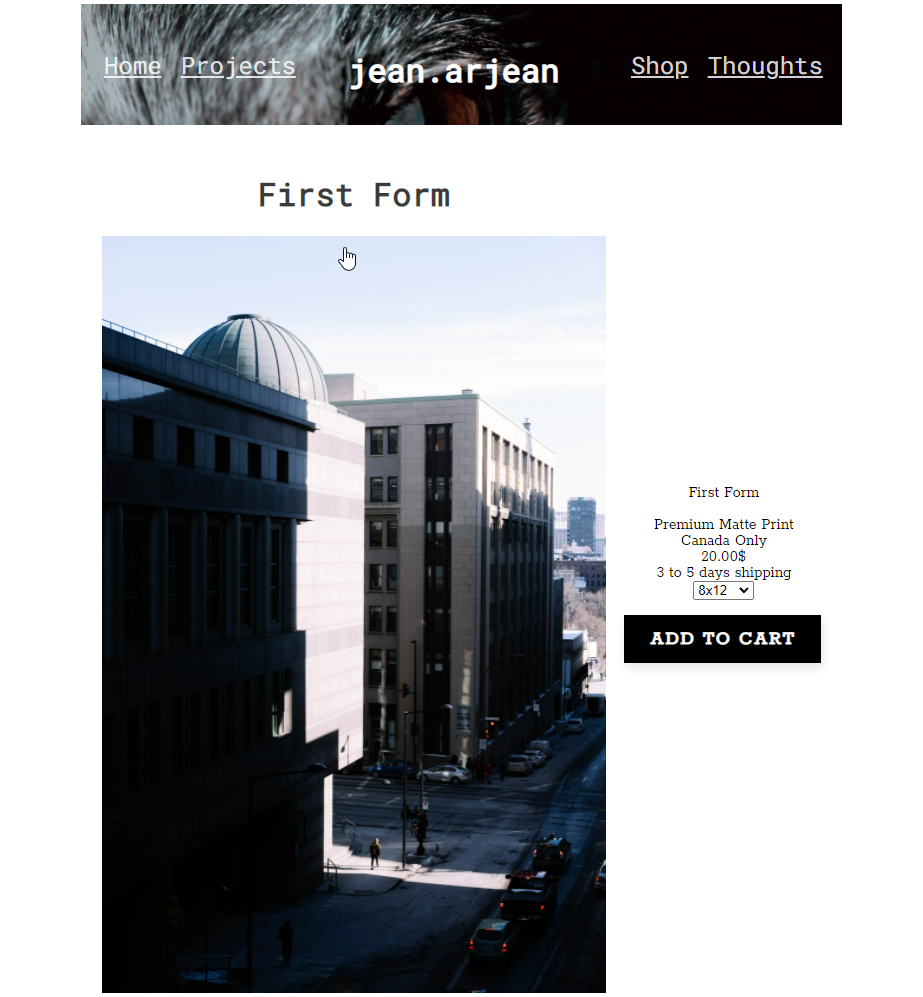 Home Projects jean.arjean Shop Thoughts
First Form
First Form
Premium Matte Print
Canada Only
20.00$
3 to 5 days shipping
8x12
ADD TO CART